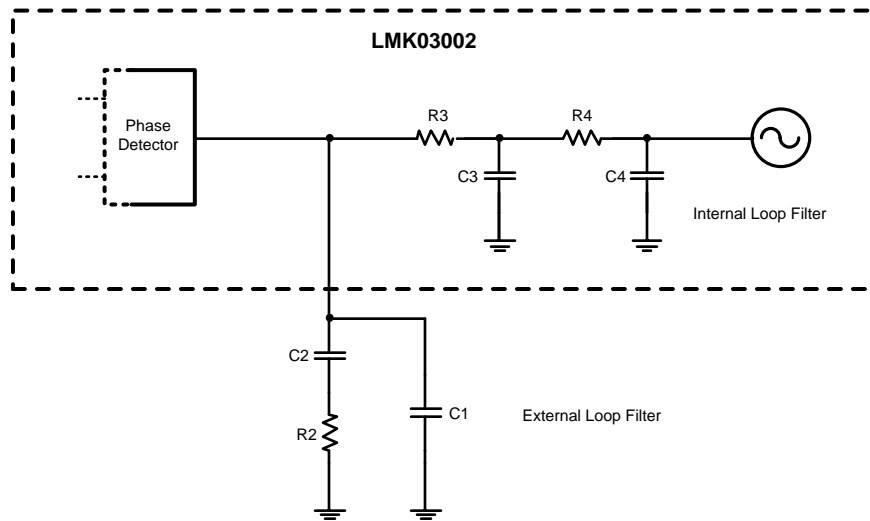 LMK03002
Phase
Detector
R3
R4
C3
C4
Internal Loop Filter
C2
C1
R2
External Loop Filter